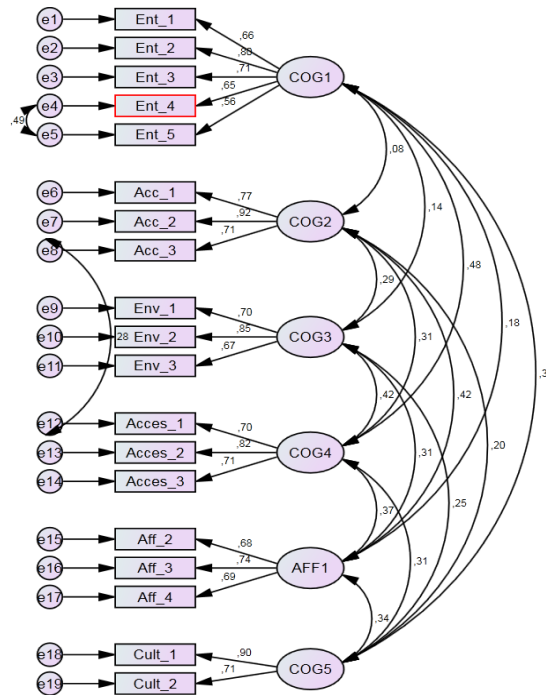 e1 Ent_1
,66
e2 Ent_2
e3 Ent_3 ,71 COG1
e4 Ent_4 ,65
,56
,49
e5 Ent_5
,08
e6 Acc_1
,77
e7 Acc_2 ,92 COG2 ,14
e8 Acc_3 ,71
,48
,29
e9 Env_1
,70
e10 ,28 Env_2 ,85 COG3 ,31 ,18
e11 Env_3 ,67
,3
,42 ,42
e12 Acces_1
,70
e13 Acces_2 ,82 COG4 ,31 ,20
e14 Acces_3 ,71
,25
,37 ,31
e15 Aff_2
,68
e16 Aff_3 ,74 AFF1
e17 Aff_4 ,69
,34
e18 Cult_1 ,90
COG5
e19 Cult_2 ,71